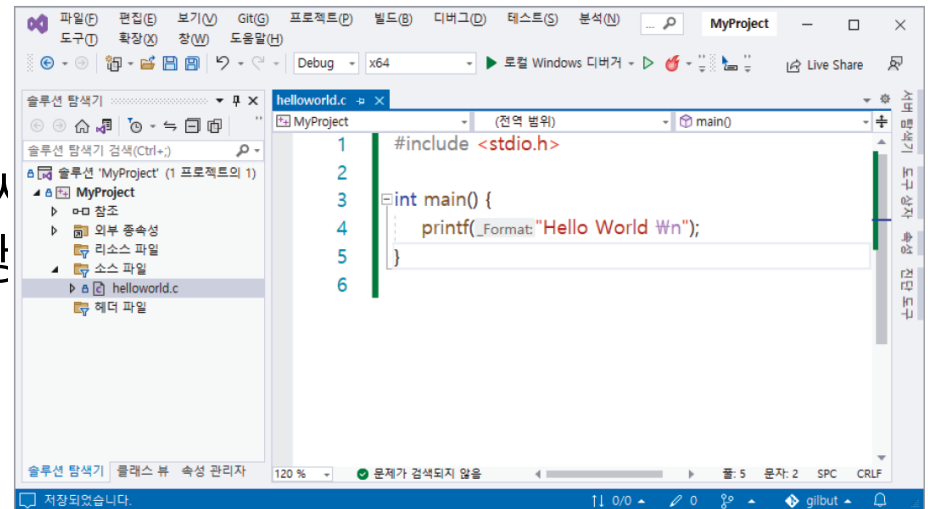 파일(F) 편집(E) 보기(V) Git(G) 프로젝트(P) 빌드(B) 디버그(D) 테스트(S) 분석(N) ... MyProject
도구(T) 확장(X) 창(W) 도움말(H)
Debug x64 로컬 Windows 디버거 Live Share
솔루션 탐색기
helloworld.c
MyProject (전역 범위) main()
솔루션 탐색기 검색(Ctrl+;)
솔루션 'MyProject' (1 프로젝트의 1)
MyProject
참조
외부 종속성
리소스 파일
소스 파일
helloworld.c
헤더 파일
1 #include <stdio.h>
2
3 int main() {
4 printf(_Format: "Hello World ₩n");
5 }
6
서버 탐색기
도구 상자
속성
진단 도구
솔루션 탐색기 클래스 뷰 속성 관리자
120 % 문제가 검색되지 않음 줄: 5 문자: 2 SPC CRLF
저장되었습니다. 0/0 0 gilbut